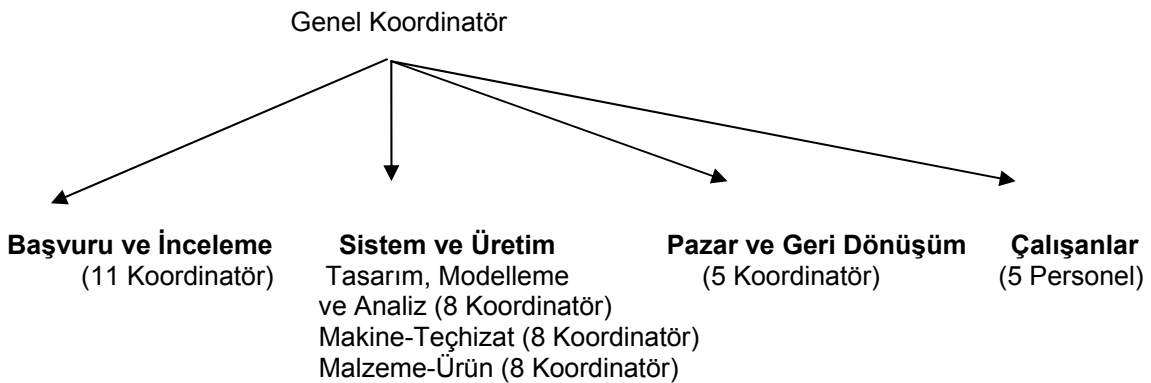 Genel Koordinatör
Başvuru ve İnceleme
(11 Koordinatör)
Sistem ve Üretim
Tasarım, Modelleme
ve Analiz (8 Koordinatör)
Makine-Teçhizat (8 Koordinatör)
Malzeme-Ürün (8 Koordinatör)
Pazar ve Geri Dönüşüm
(5 Koordinatör)
Çalışanlar
(5 Personel)